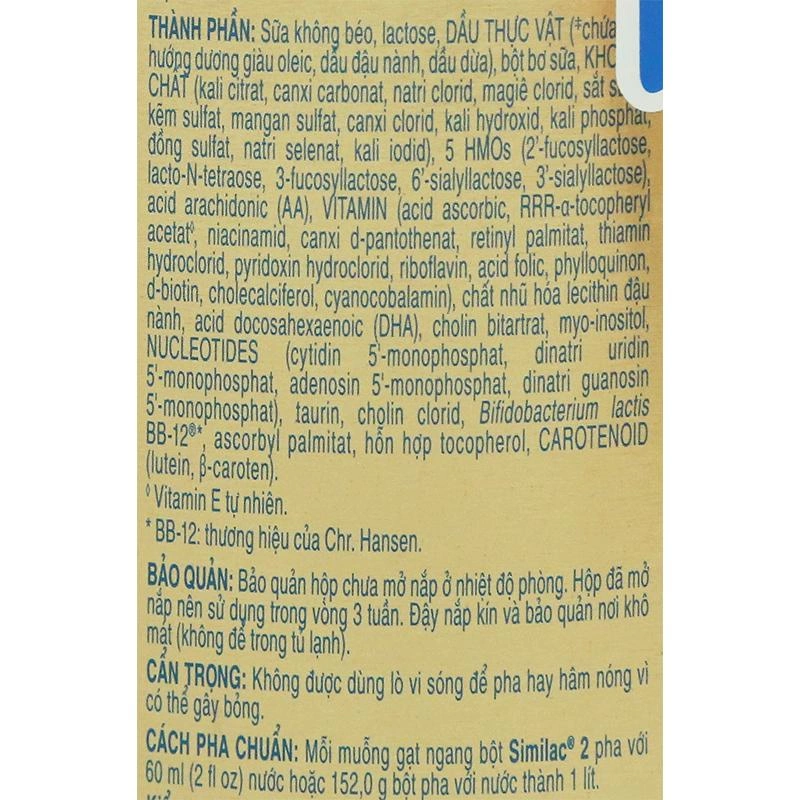 THÀNH PHẦN: Sữa không béo, lactose, DẦU THỰC VẬT (‡chứa
hướng dương giàu oleic, dầu đậu nành, dầu dừa), bột bơ sữa,
CHẤT (kali citrat, canxi carbonat, natri clorid, magiê clorid, sắt
kẽm sulfat, mangan sulfat, canxi clorid, kali hydroxid, kali phosphat,
đồng sulfat, natri selenat, kali iodid), 5 HMOs (2'-fucosyllactose,
lacto-N-tetraose, 3-fucosyllactose, 6'-sialyllactose, 3'-sialyllactose),
acid arachidonic (AA), VITAMIN (acid ascorbic, RRR-α-tocopheryl
acetat◊, niacinamid, canxi d-pantothenat, retinyl palmitat, thiamin
hydroclorid, pyridoxin hydroclorid, riboflavin, acid folic, phylloquinon,
d-biotin, cholecalciferol, cyanocobalamin), chất nhũ hóa lecithin đậu
nành, acid docosahexaenoic (DHA), cholin bitartrat, myo-inositol,
NUCLEOTIDES (cytidin 5'-monophosphat, dinatri uridin
5'-monophosphat, adenosin 5'-monophosphat, dinatri guanosin
5'-monophosphat), taurin, cholin clorid, Bifidobacterium lactis
BB-12®*, ascorbyl palmitat, hỗn hợp tocopherol, CAROTENOID
(lutein, β-caroten).
◊ Vitamin E tự nhiên.
* BB-12: thương hiệu của Chr. Hansen.
BẢO QUẢN: Bảo quản hộp chưa mở nắp ở nhiệt độ phòng. Hộp đã mở
nắp nên sử dụng trong vòng 3 tuần. Đậy nắp kín và bảo quản nơi khô
mát (không để trong tủ lạnh).
CẨN TRỌNG: Không được dùng lò vi sóng để pha hay hâm nóng vì
có thể gây bỏng.
CÁCH PHA CHUẨN: Mỗi muỗng gạt ngang bột Similac® 2 pha với
60 ml (2 fl oz) nước hoặc 152,0 g bột pha với nước thành 1 lít.